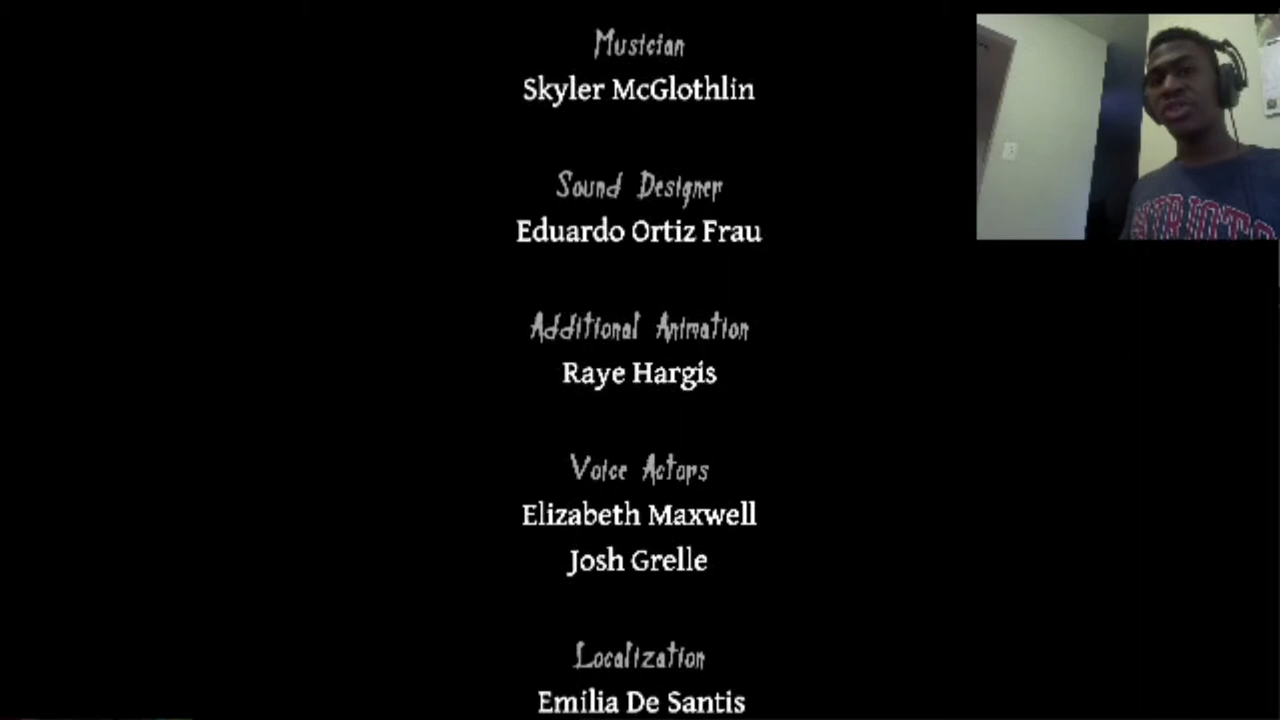 Musician
Skyler McGlothlin
Sound Designer
Eduardo Ortiz Frau
Additional Animation
Raye Hargis
Voice Actors
Elizabeth Maxwell
Josh Grelle
Localization
Emilia De Santis
PATRIOTS